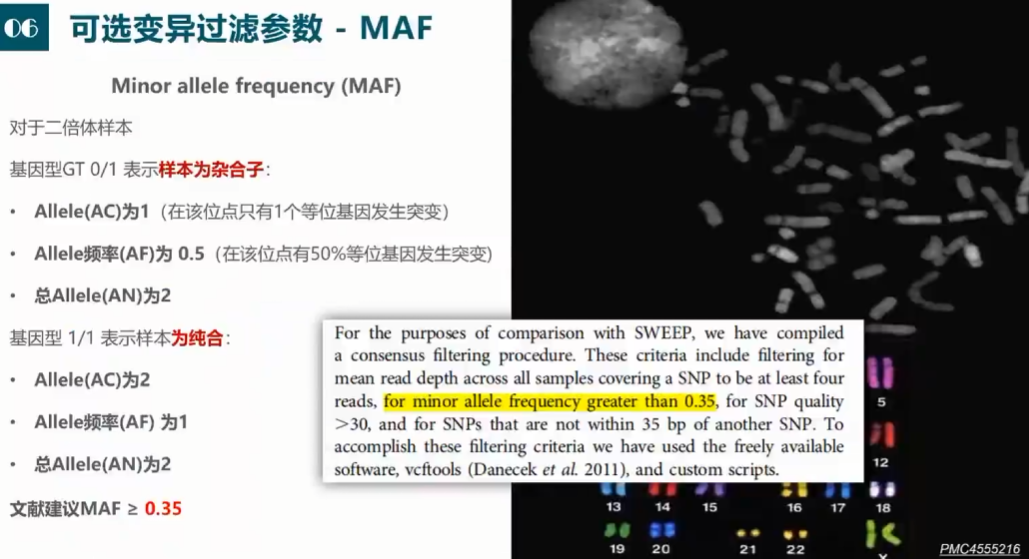 06
可选变异过滤参数 - MAF
Minor allele frequency (MAF)
对于二倍体样本
基因型GT 0/1 表示样本为杂合子：
• Allele(AC)为1（在该位点只有1个等位基因发生突变）
• Allele频率(AF)为 0.5（在该位点有50%等位基因发生突变)
• 总Allele(AN)为2
基因型 1/1 表示样本为纯合：
• Allele(AC)为2
• Allele频率(AF) 为1
• 总Allele(AN)为2
文献建议MAF ≥ 0.35
For the purposes of comparison with SWEEP, we have compiled
a consensus filtering procedure. These criteria include filtering for
mean read depth across all samples covering a SNP to be at least four
reads, for minor allele frequency greater than 0.35, for SNP quality
>30, and for SNPs that are not within 35 bp of another SNP. To
accomplish these filtering criteria we have used the freely available
software, vcftools (Danecek et al. 2011), and custom scripts.
5
12
13 14 15 16 17 18
19 20 21 22
PMC4555216